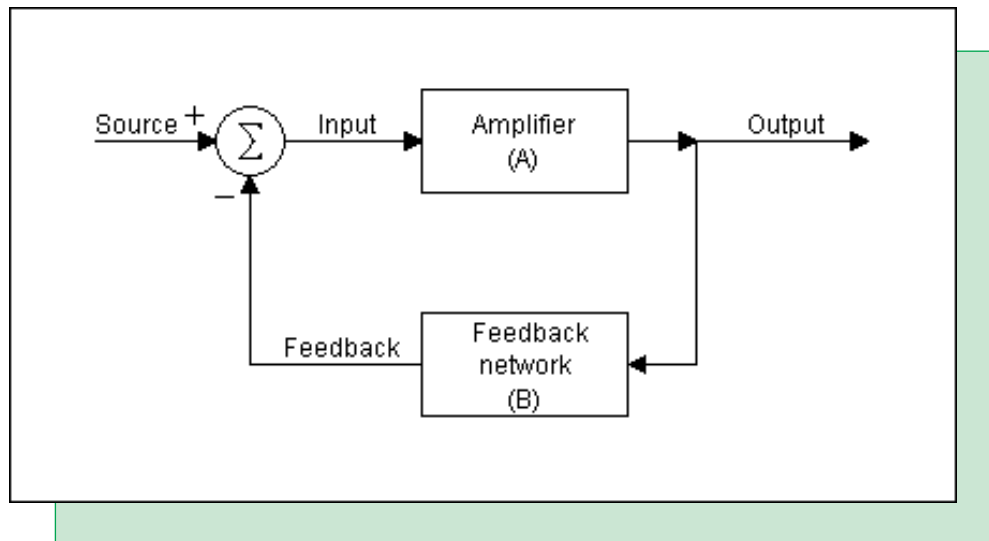 Source
+
Σ
−
Input
Amplifier
(A)
Output
Feedback
Feedback
network
(B)